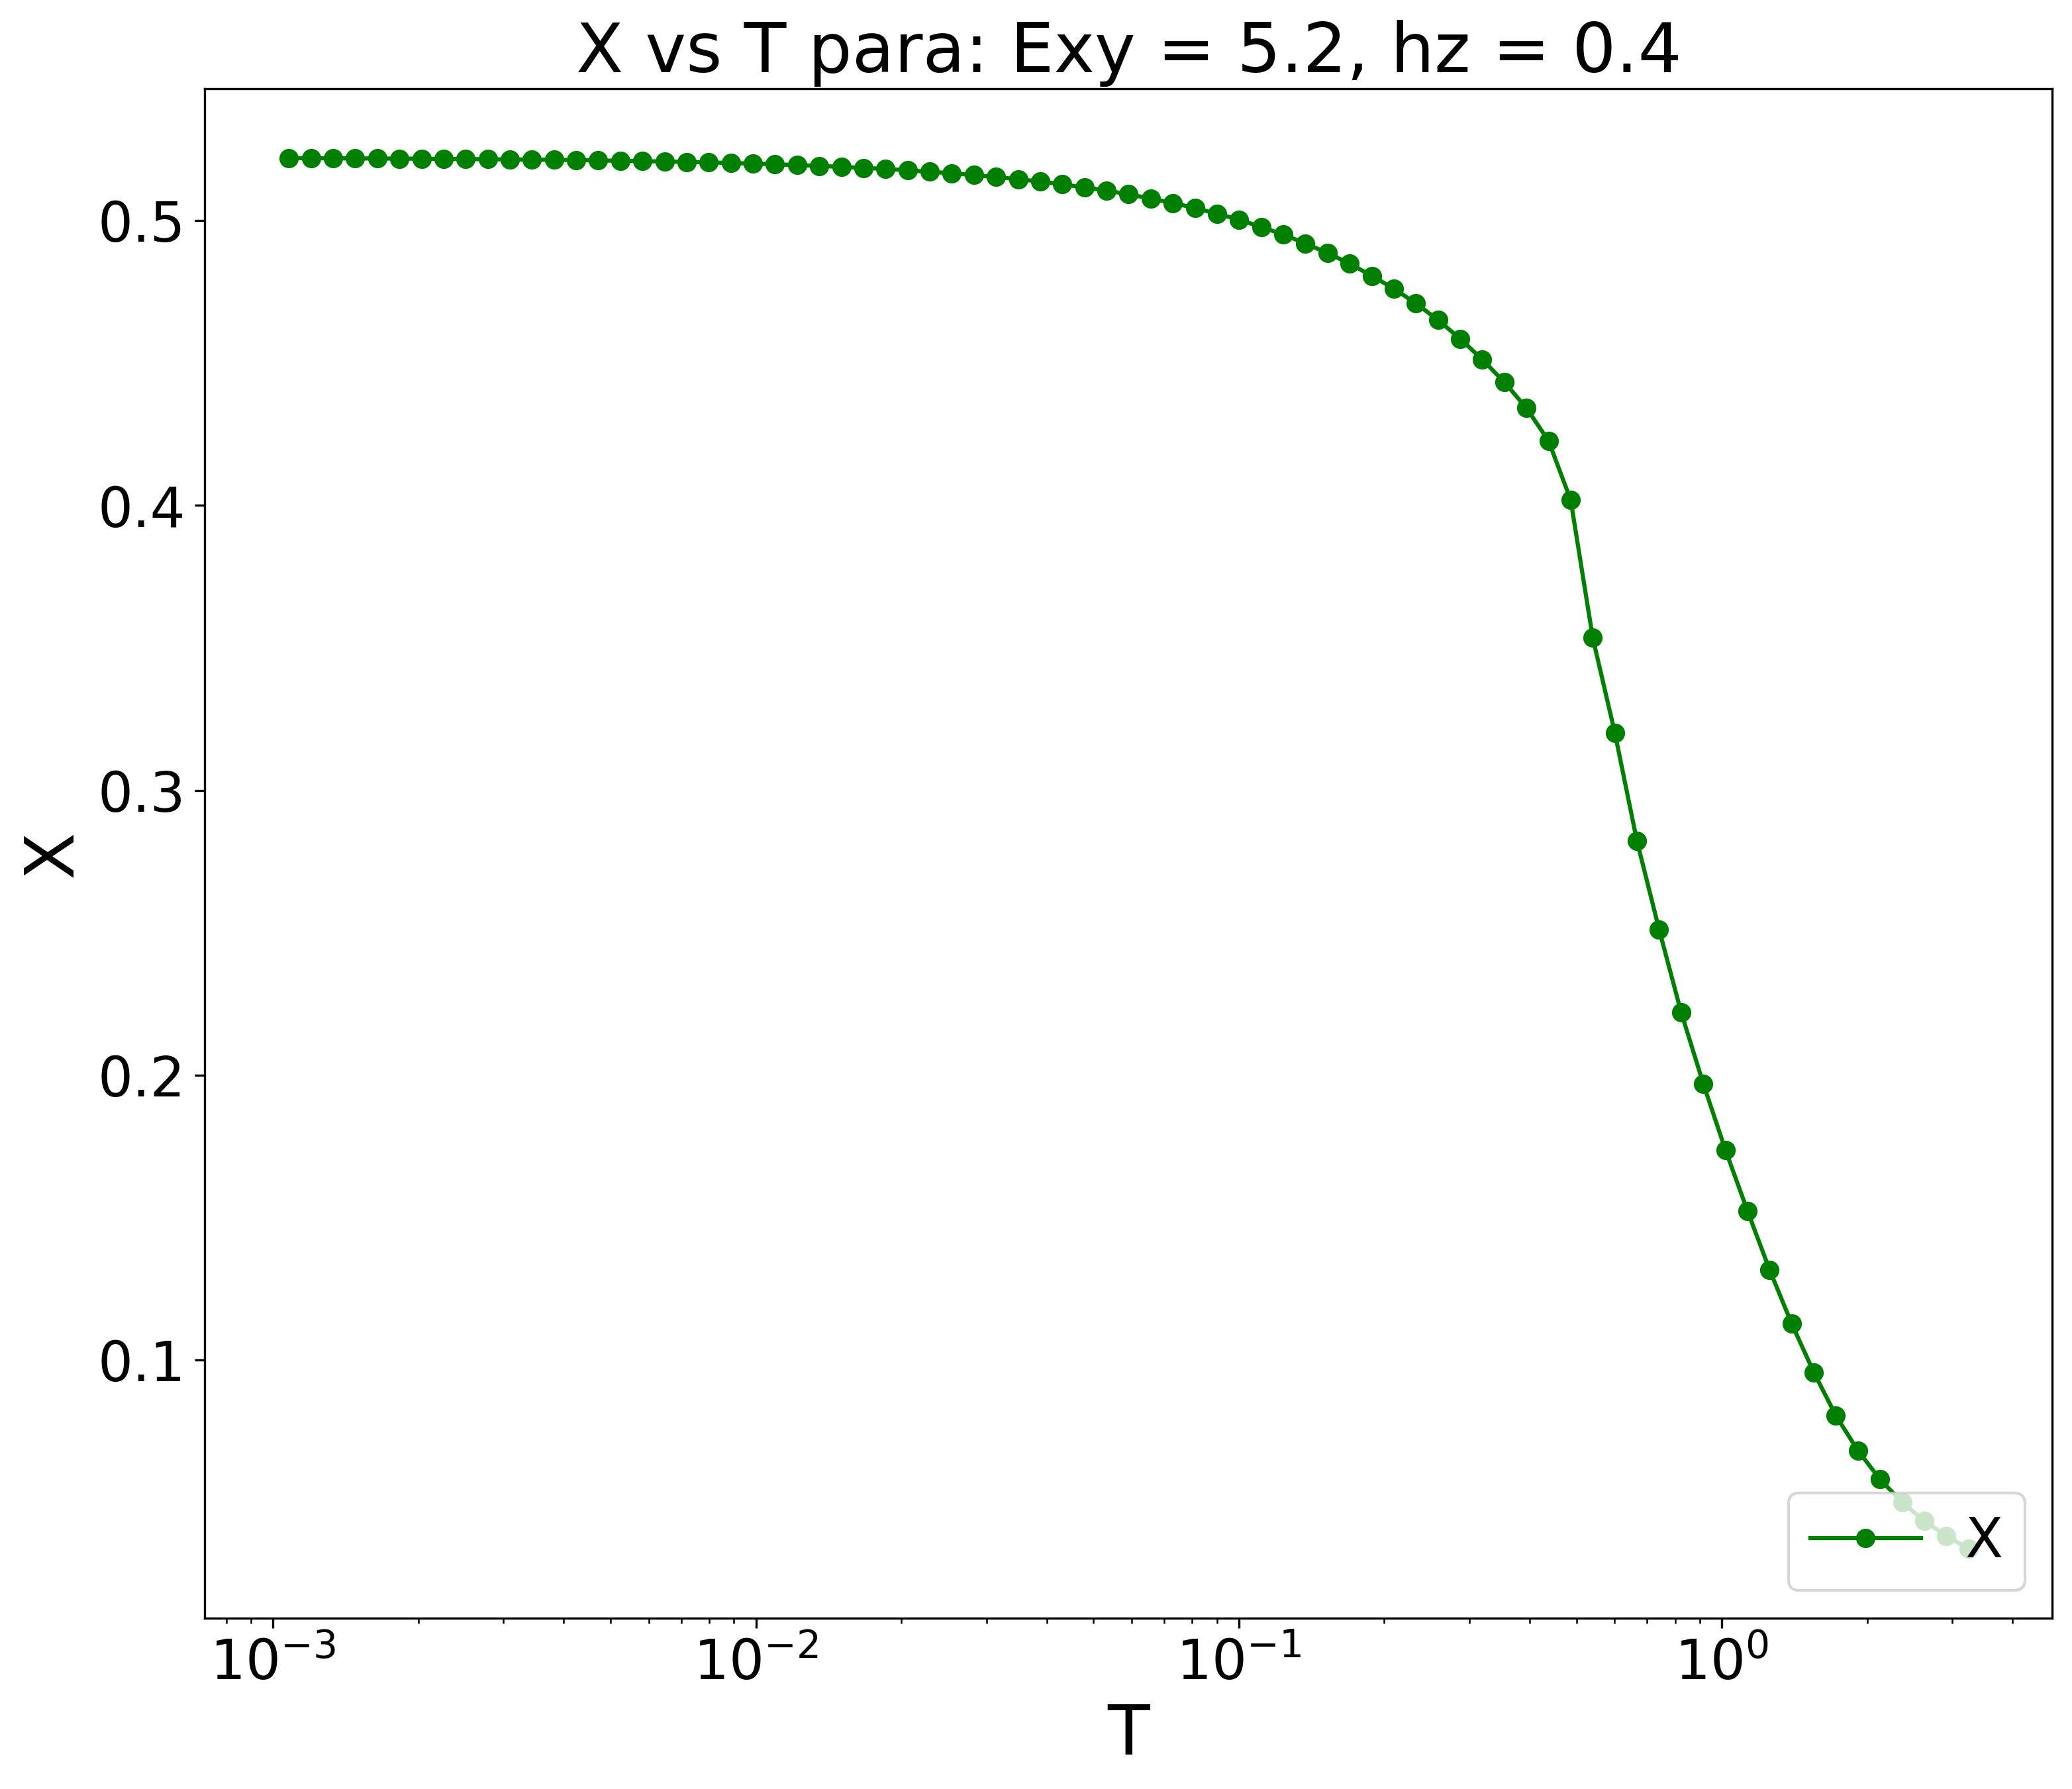 X vs T para: Exy = 5.2, hz = 0.4
X
0.5
0.4
0.3
0.2
0.1
X
10⁻³ 10⁻² 10⁻¹ 10⁰
T